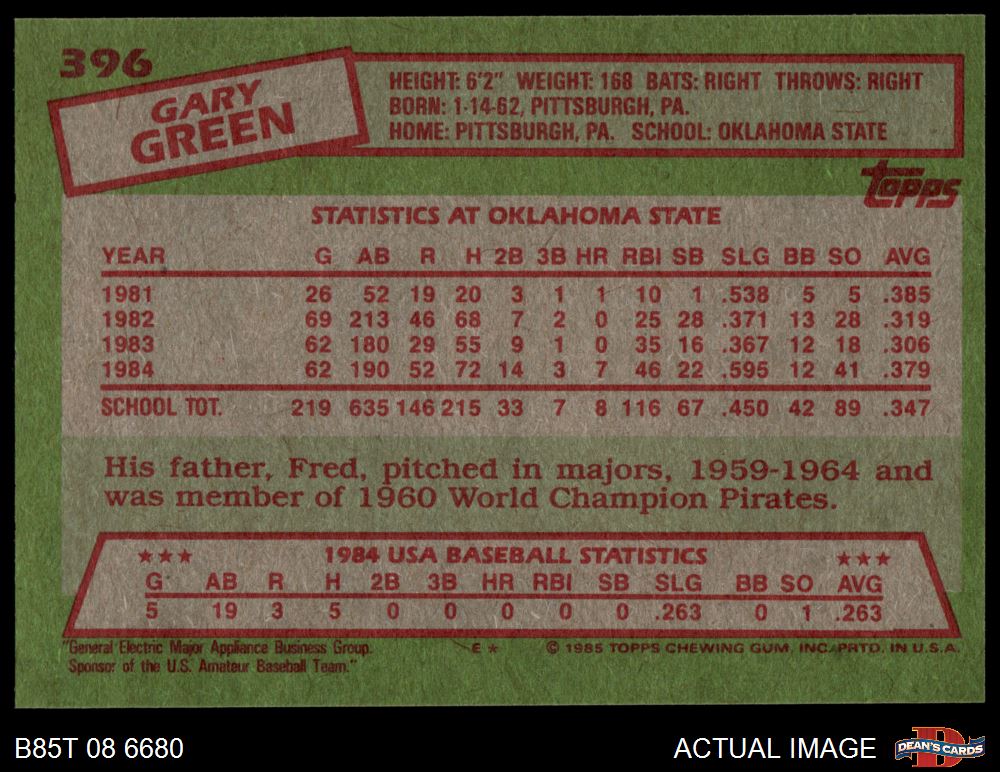 396
GARY
GREEN
HEIGHT: 6'2" WEIGHT: 168 BATS: RIGHT THROWS: RIGHT
BORN: 1-14-62, PITTSBURGH, PA.
HOME: PITTSBURGH, PA. SCHOOL: OKLAHOMA STATE
topps
STATISTICS AT OKLAHOMA STATE
YEAR G AB R H 2B 3B HR RBI SB SLG BB SO AVG
1981 26 52 19 20 3 1 1 10 1 .538 5 5 .385
1982 69 213 46 68 7 2 0 25 28 .371 13 28 .319
1983 62 180 29 55 9 1 0 35 16 .367 12 18 .306
1984 62 190 52 72 14 3 7 46 22 .595 12 41 .379
SCHOOL TOT. 219 635 146 215 33 7 8 116 67 .450 42 89 .347
His father, Fred, pitched in majors, 1959-1964 and
was member of 1960 World Champion Pirates.
★★★ 1984 USA BASEBALL STATISTICS ★★★
G AB R H 2B 3B HR RBI SB SLG BB SO AVG
5 19 3 5 0 0 0 0 0 .263 0 1 .263
"General Electric Major Appliance Business Group.
Sponsor of the U.S. Amateur Baseball Team."
E * © 1985 TOPPS CHEWING GUM, INC. PRTD. IN U.S.A.
B85T 08 6680
ACTUAL IMAGE
DEAN'S CARDS